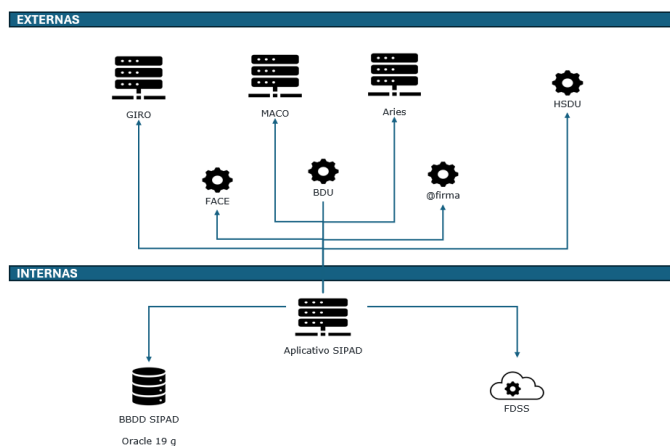 EXTERNAS
GIRO
MACO
Aries
HSDU
FACE
BDU
@firma
INTERNAS
Aplicativo SIPAD
BBDD SIPAD
Oracle 19 g
FDSS